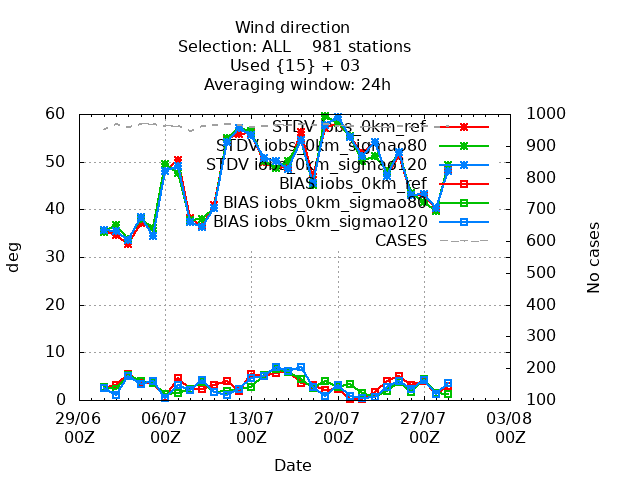 Wind direction
Selection: ALL    981 stations
Used {15} + 03
Averaging window: 24h
60 1000
STDV iobs_0km_ref
900
STDV iobs_0km_sigmao80
50
STDV iobs_0km_sigmao120
800
BIAS iobs_0km_ref
BIAS iobs_0km_sigmao80
40 700
BIAS iobs_0km_sigmao120
CASES
600
30
500
20 400
300
10
200
0 100
deg
No cases
29/06 06/07 13/07 20/07 27/07 03/08
00Z 00Z 00Z 00Z 00Z 00Z
Date